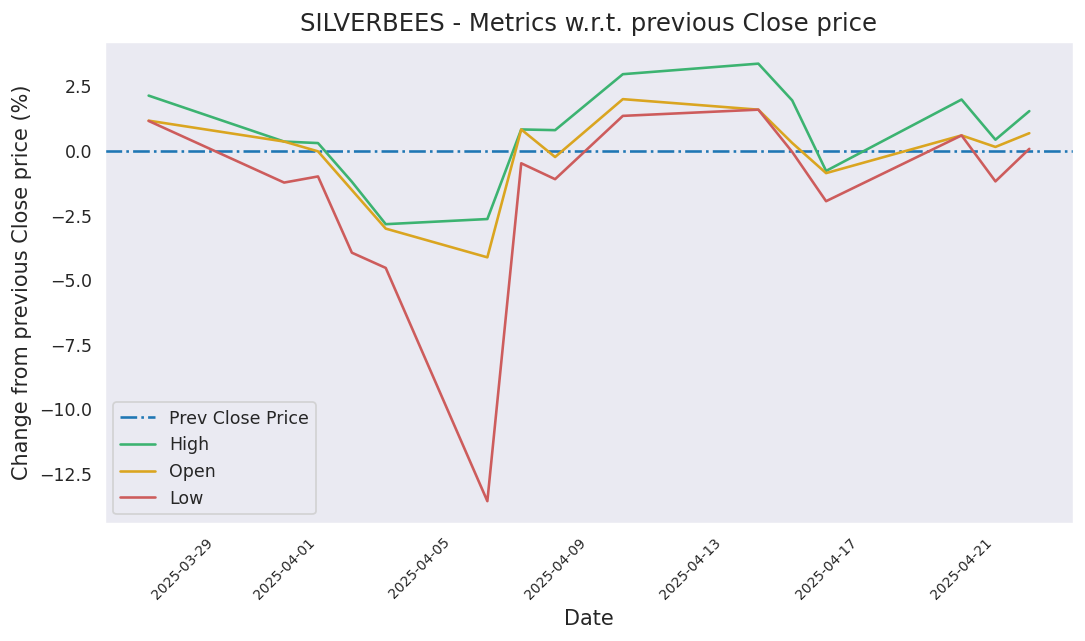 SILVERBEES - Metrics w.r.t. previous Close price
Change from previous Close price (%)
2.5
0.0
−2.5
−5.0
−7.5
−10.0
−12.5
Prev Close Price
High
Open
Low
2025-03-29
2025-04-01
2025-04-05
2025-04-09
2025-04-13
2025-04-17
2025-04-21
Date